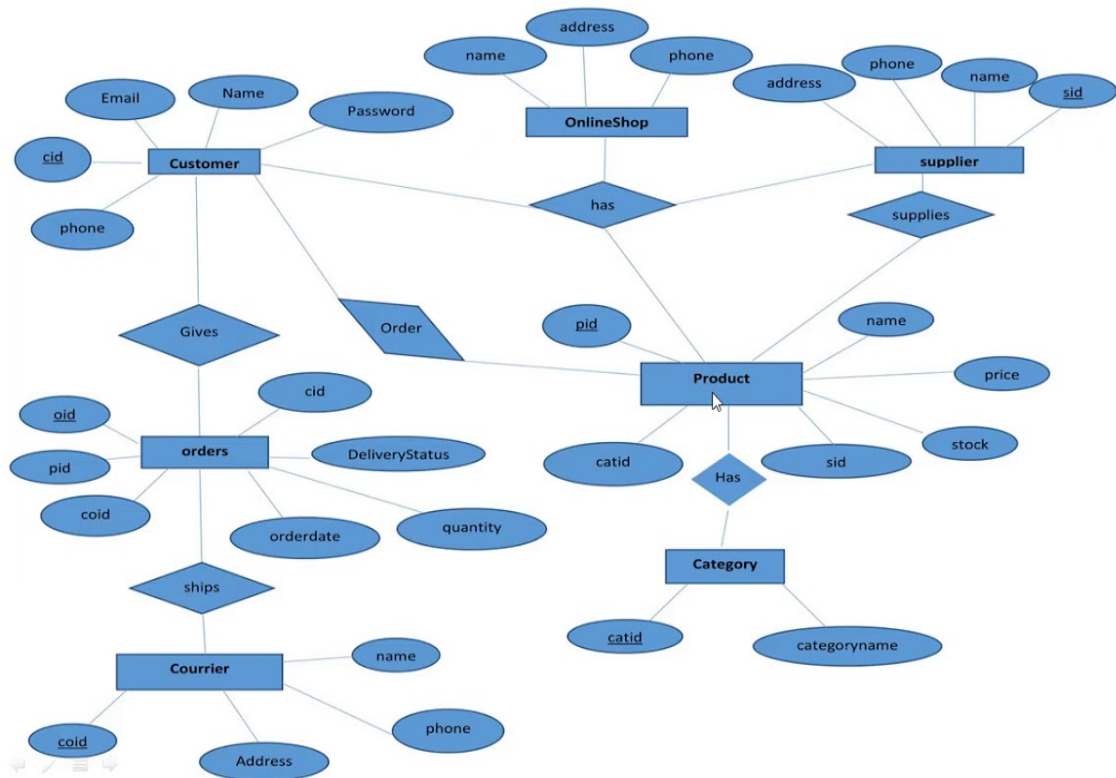 address
name
phone
phone
name
address
sid
Email
Name
Password
OnlineShop
cid
Customer
supplier
phone
has
supplies
pid
name
Gives
Order
Product
price
cid
oid
stock
orders
DeliveryStatus
pid
catid
sid
Has
coid
orderdate
quantity
Category
ships
catid
categoryname
name
Courrier
phone
coid
Address